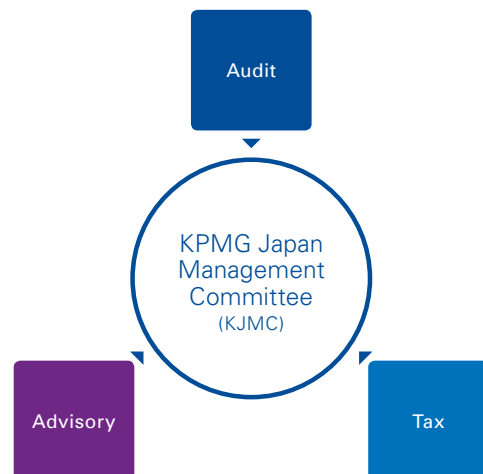 Audit
KPMG Japan
Management
Committee
(KJMC)
Advisory
Tax